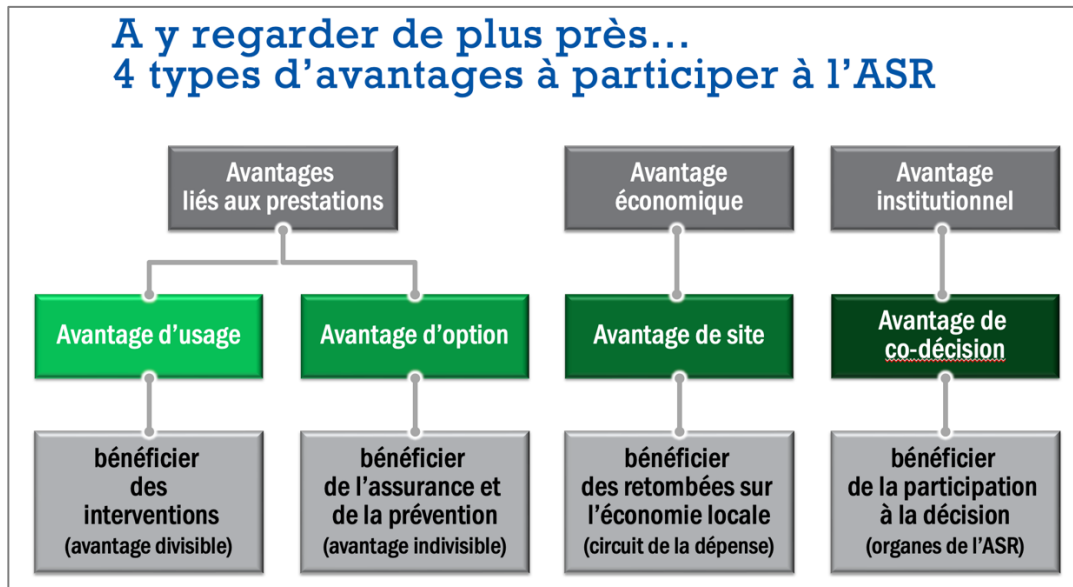 A y regarder de plus près...
4 types d'avantages à participer à l'ASR
Avantages
liés aux prestations
Avantage
économique
Avantage
institutionnel
Avantage d'usage
Avantage d'option
Avantage de site
Avantage de
co-décision
bénéficier
des
interventions
(avantage divisible)
bénéficier
de l'assurance et
de la prévention
(avantage indivisible)
bénéficier
des retombées sur
l'économie locale
(circuit de la dépense)
bénéficier
de la participation
à la décision
(organes de l'ASR)